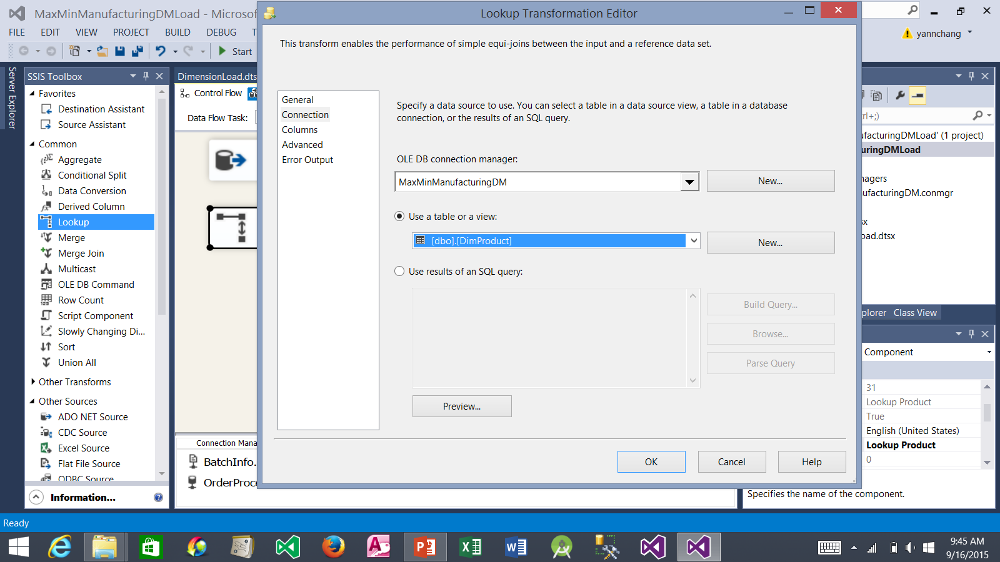 MaxMinManufacturingDMLoad - Microsof
FILE EDIT VIEW PROJECT BUILD DEBUG T
Start
yannchang
Server Explorer
SSIS Toolbox
Favorites
Destination Assistant
Source Assistant
Common
Aggregate
Conditional Split
Data Conversion
Derived Column
Lookup
Merge
Merge Join
Multicast
OLE DB Command
Row Count
Script Component
Slowly Changing Di...
Sort
Union All
Other Transforms
Other Sources
ADO NET Source
CDC Source
Excel Source
Flat File Source
ODBC Source
Information...
DimensionLoad.dts
Control Flow
Data Flow Task:
Connection Mana
BatchInfo.
OrderProce
Lookup Transformation Editor
This transform enables the performance of simple equi-joins between the input and a reference data set.
General
Connection
Columns
Advanced
Error Output
Specify a data source to use. You can select a table in a data source view, a table in a database
connection, or the results of an SQL query.
OLE DB connection manager:
MaxMinManufacturingDM
New...
Use a table or a view:
[dbo].[DimProduct]
New...
Use results of an SQL query:
Build Query...
Browse...
Parse Query
Preview...
OK Cancel Help
trl+;)
ufacturingDMLoad' (1 project)
uringDMLoad
nagers
ufacturingDM.conmgr
sx
oad.dtsx
plorer Class View
Component
31
Lookup Product
True
English (United States)
Lookup Product
0
Specifies the name of the component.
Ready
9:45 AM
9/16/2015